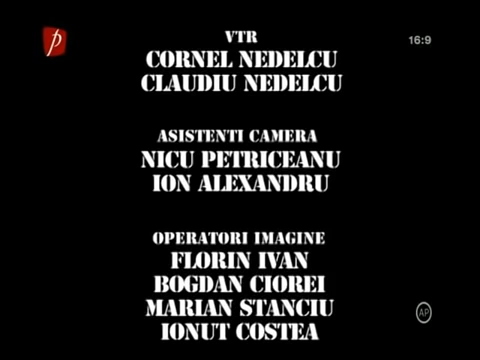 p
16:9
VTR
CORNEL NEDELCU
CLAUDIU NEDELCU
ASISTENTI CAMERA
NICU PETRICEANU
ION ALEXANDRU
OPERATORI IMAGINE
FLORIN IVAN
BOGDAN CIOREI
MARIAN STANCIU
IONUT COSTEA
AP